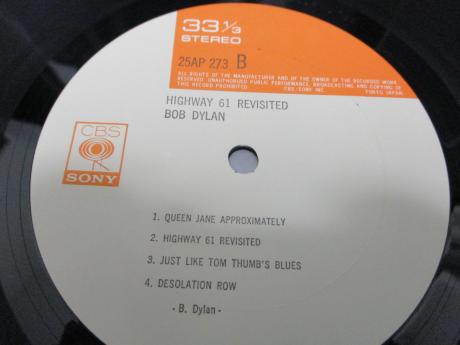 33 1/3
STEREO
25AP 273 B
ALL RIGHTS OF THE MANUFACTURER AND OF THE OWNER OF THE RECORDED WORK
RESERVED. UNAUTHORIZED PUBLIC PERFORMANCE, BROADCASTING AND COPYING OF
THIS RECORD PROHIBITED.
CBS/SONY INC. TOKYO JAPAN
HIGHWAY 61 REVISITED
BOB DYLAN
CBS
SONY
1. QUEEN JANE APPROXIMATELY
2. HIGHWAY 61 REVISITED
3. JUST LIKE TOM THUMB'S BLUES
4. DESOLATION ROW
- B. Dylan -